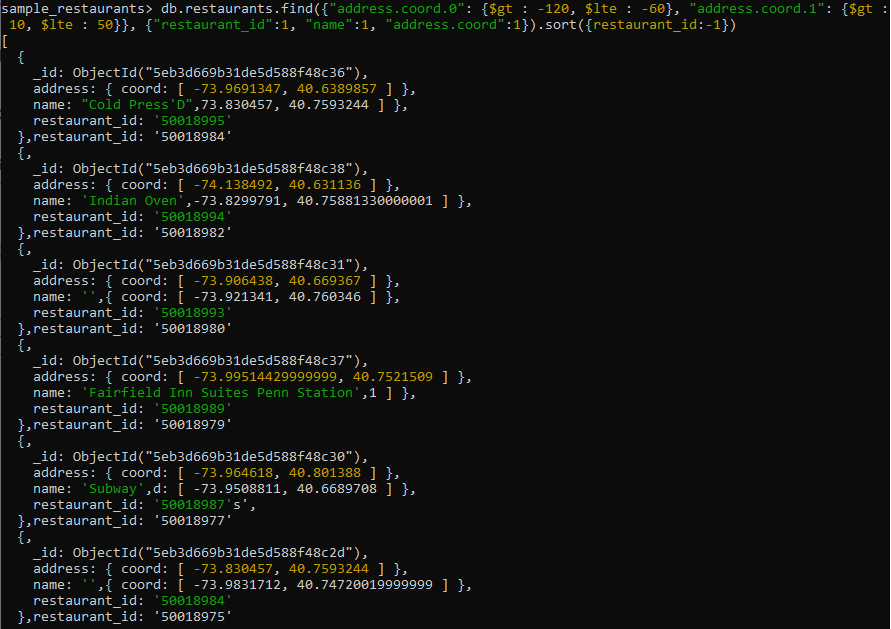 sample_restaurants> db.restaurants.find({"address.coord.0": {$gt : -120, $lte : -60}, "address.coord.1": {$gt :
10, $lte : 50}}, {"restaurant_id":1, "name":1, "address.coord":1}).sort({restaurant_id:-1})
[
  {
    _id: ObjectId("5eb3d669b31de5d588f48c36"),
    address: { coord: [ -73.9691347, 40.6389857 ] },
    name: "Cold Press'D",73.830457, 40.7593244 ] },
    restaurant_id: '50018995'
  },restaurant_id: '50018984'
  {,
    _id: ObjectId("5eb3d669b31de5d588f48c38"),
    address: { coord: [ -74.138492, 40.631136 ] },
    name: 'Indian Oven',-73.8299791, 40.75881330000001 ] },
    restaurant_id: '50018994'
  },restaurant_id: '50018982'
  {,
    _id: ObjectId("5eb3d669b31de5d588f48c31"),
    address: { coord: [ -73.906438, 40.669367 ] },
    name: '',{ coord: [ -73.921341, 40.760346 ] },
    restaurant_id: '50018993'
  },restaurant_id: '50018980'
  {,
    _id: ObjectId("5eb3d669b31de5d588f48c37"),
    address: { coord: [ -73.99514429999999, 40.7521509 ] },
    name: 'Fairfield Inn Suites Penn Station',1 ] },
    restaurant_id: '50018989'
  },restaurant_id: '50018979'
  {,
    _id: ObjectId("5eb3d669b31de5d588f48c30"),
    address: { coord: [ -73.964618, 40.801388 ] },
    name: 'Subway',d: [ -73.9508811, 40.6689708 ] },
    restaurant_id: '50018987's',
  },restaurant_id: '50018977'
  {,
    _id: ObjectId("5eb3d669b31de5d588f48c2d"),
    address: { coord: [ -73.830457, 40.7593244 ] },
    name: '',{ coord: [ -73.9831712, 40.74720019999999 ] },
    restaurant_id: '50018984'
  },restaurant_id: '50018975'